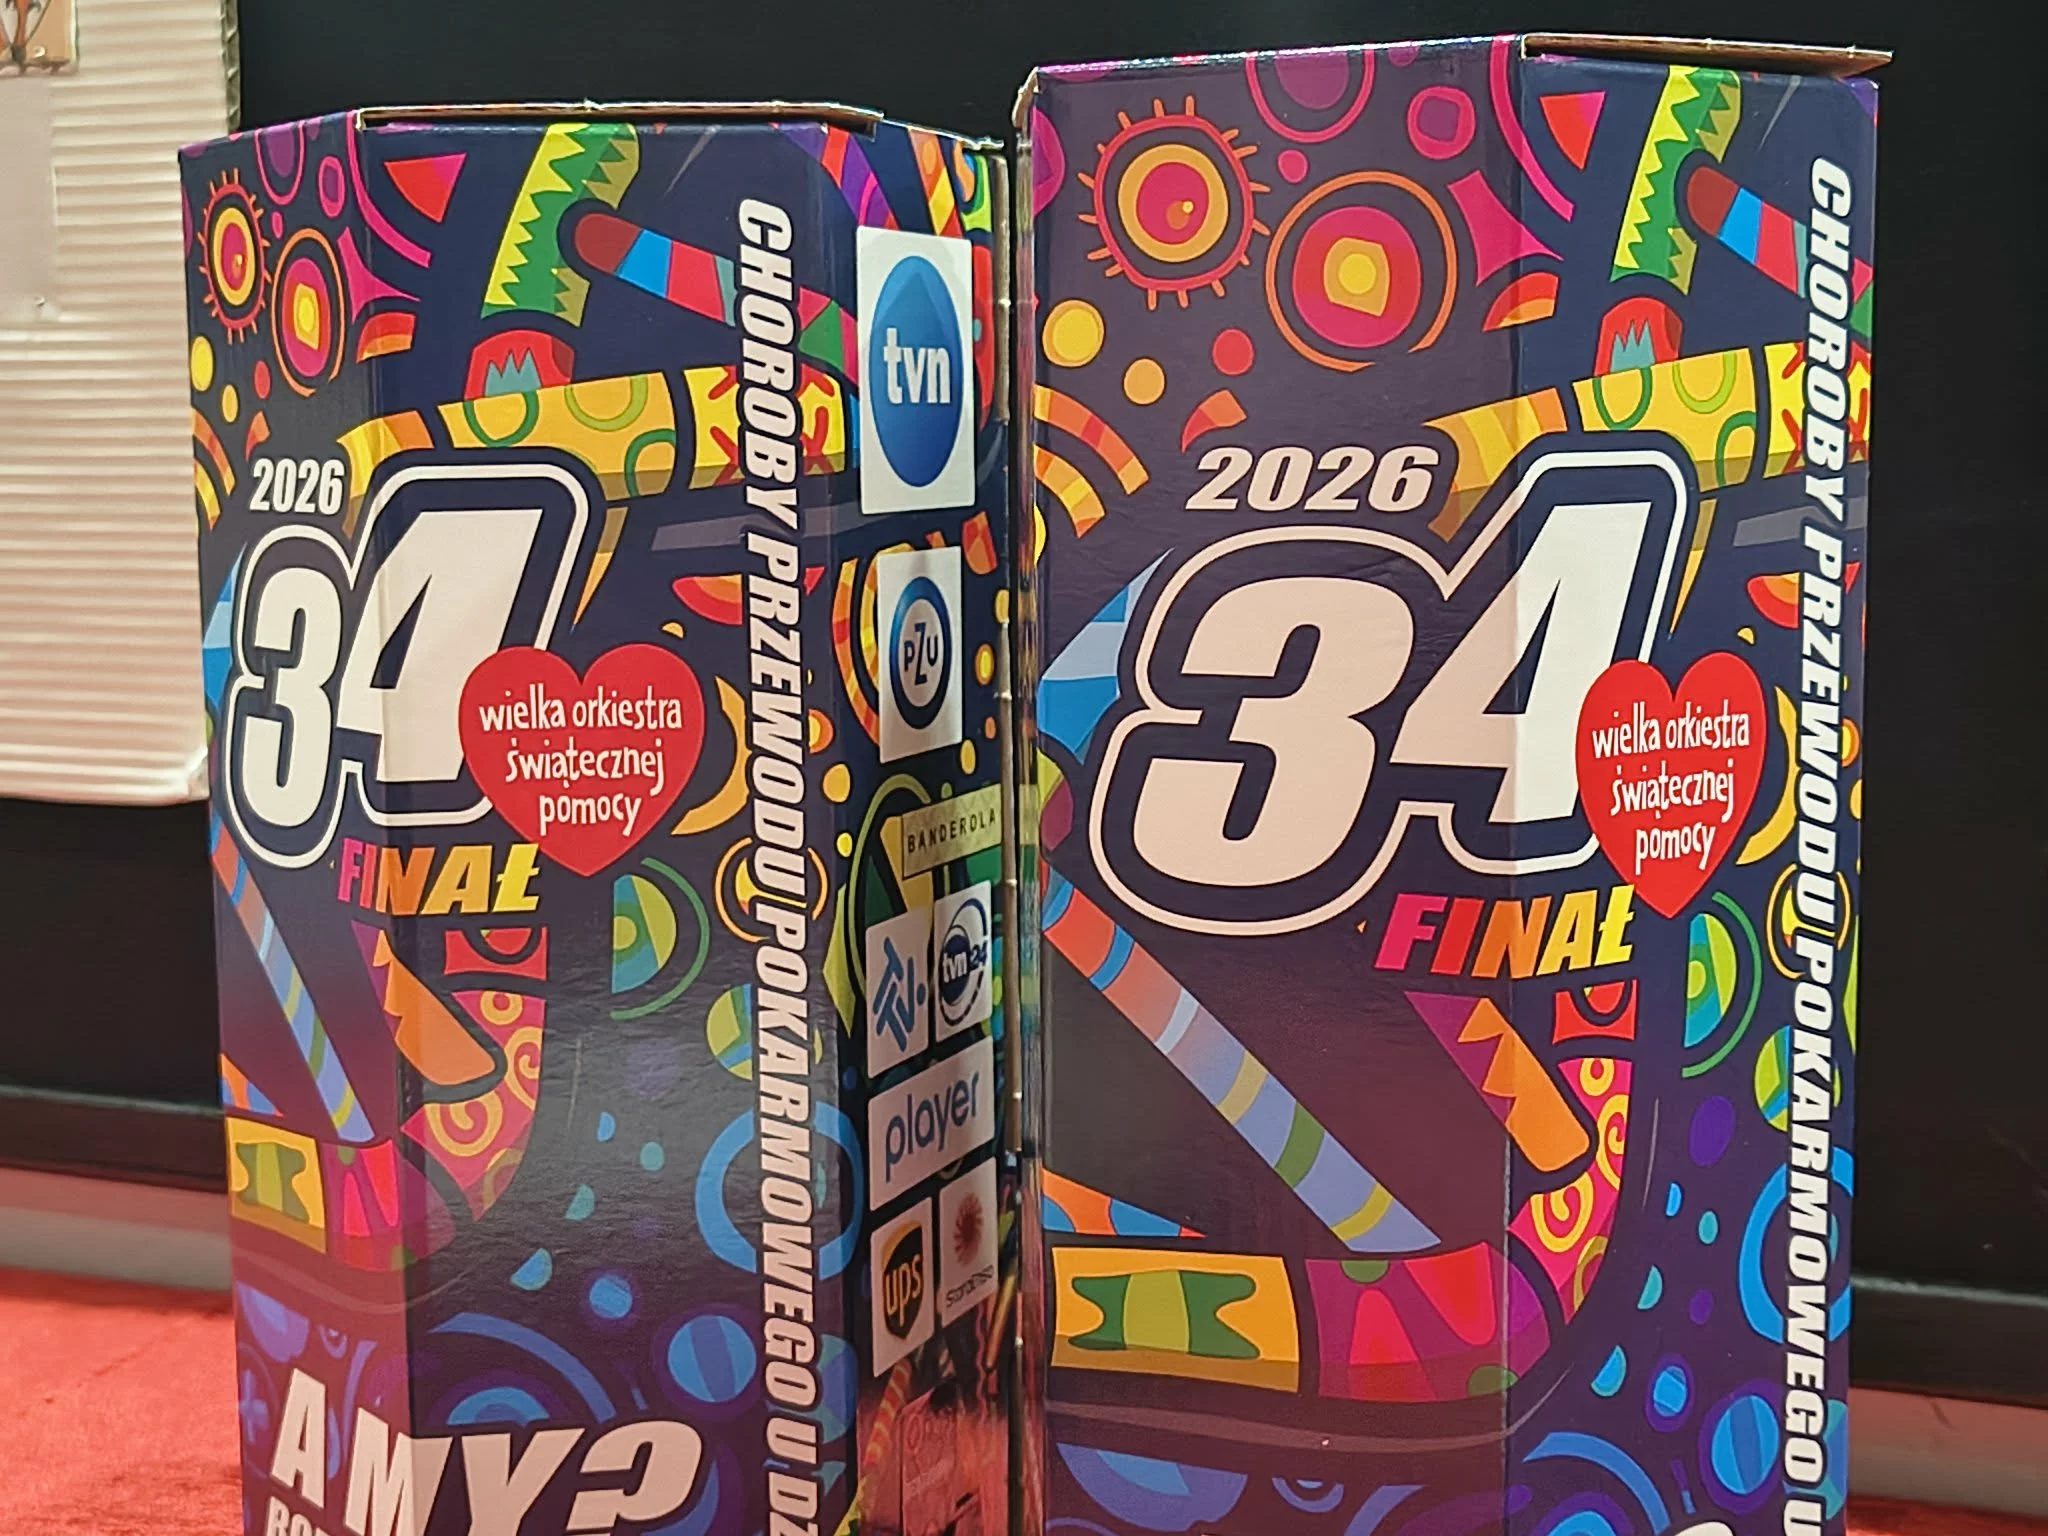 2026
34
wielka orkiestra
świątecznej
pomocy
FINAŁ
A MY?
CHOROBY PRZEWODU POKARMOWEGO U DZ
tvn
PZU
BANDEROLA
TTV.
tvn24
player
ups
2026
34
wielka orkiestra
świątecznej
pomocy
FINAŁ
CHOROBY PRZEWODU POKARMOWEGO U